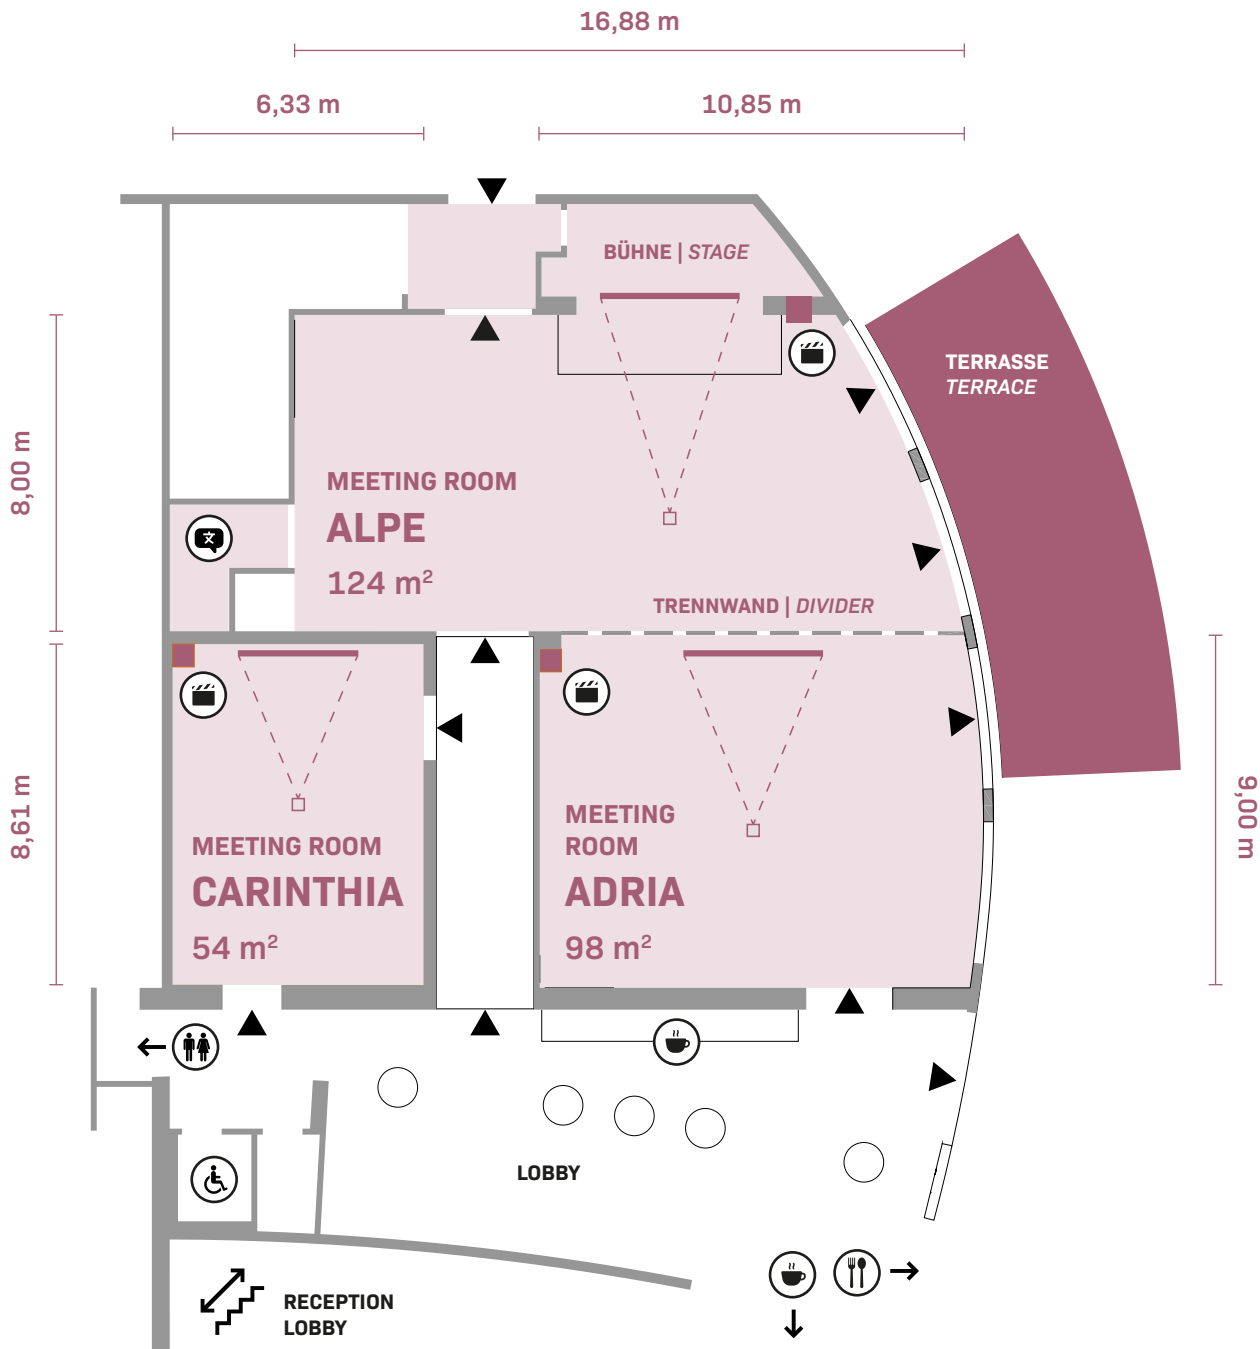 16,88 m
6,33 m
10,85 m
BÜHNE | STAGE
TERRASSE
TERRACE
8,00 m
MEETING ROOM
ALPE
124 m²
TRENNWAND | DIVIDER
8,61 m
9,00 m
MEETING ROOM
CARINTHIA
54 m²
MEETING
ROOM
ADRIA
98 m²
LOBBY
RECEPTION
LOBBY